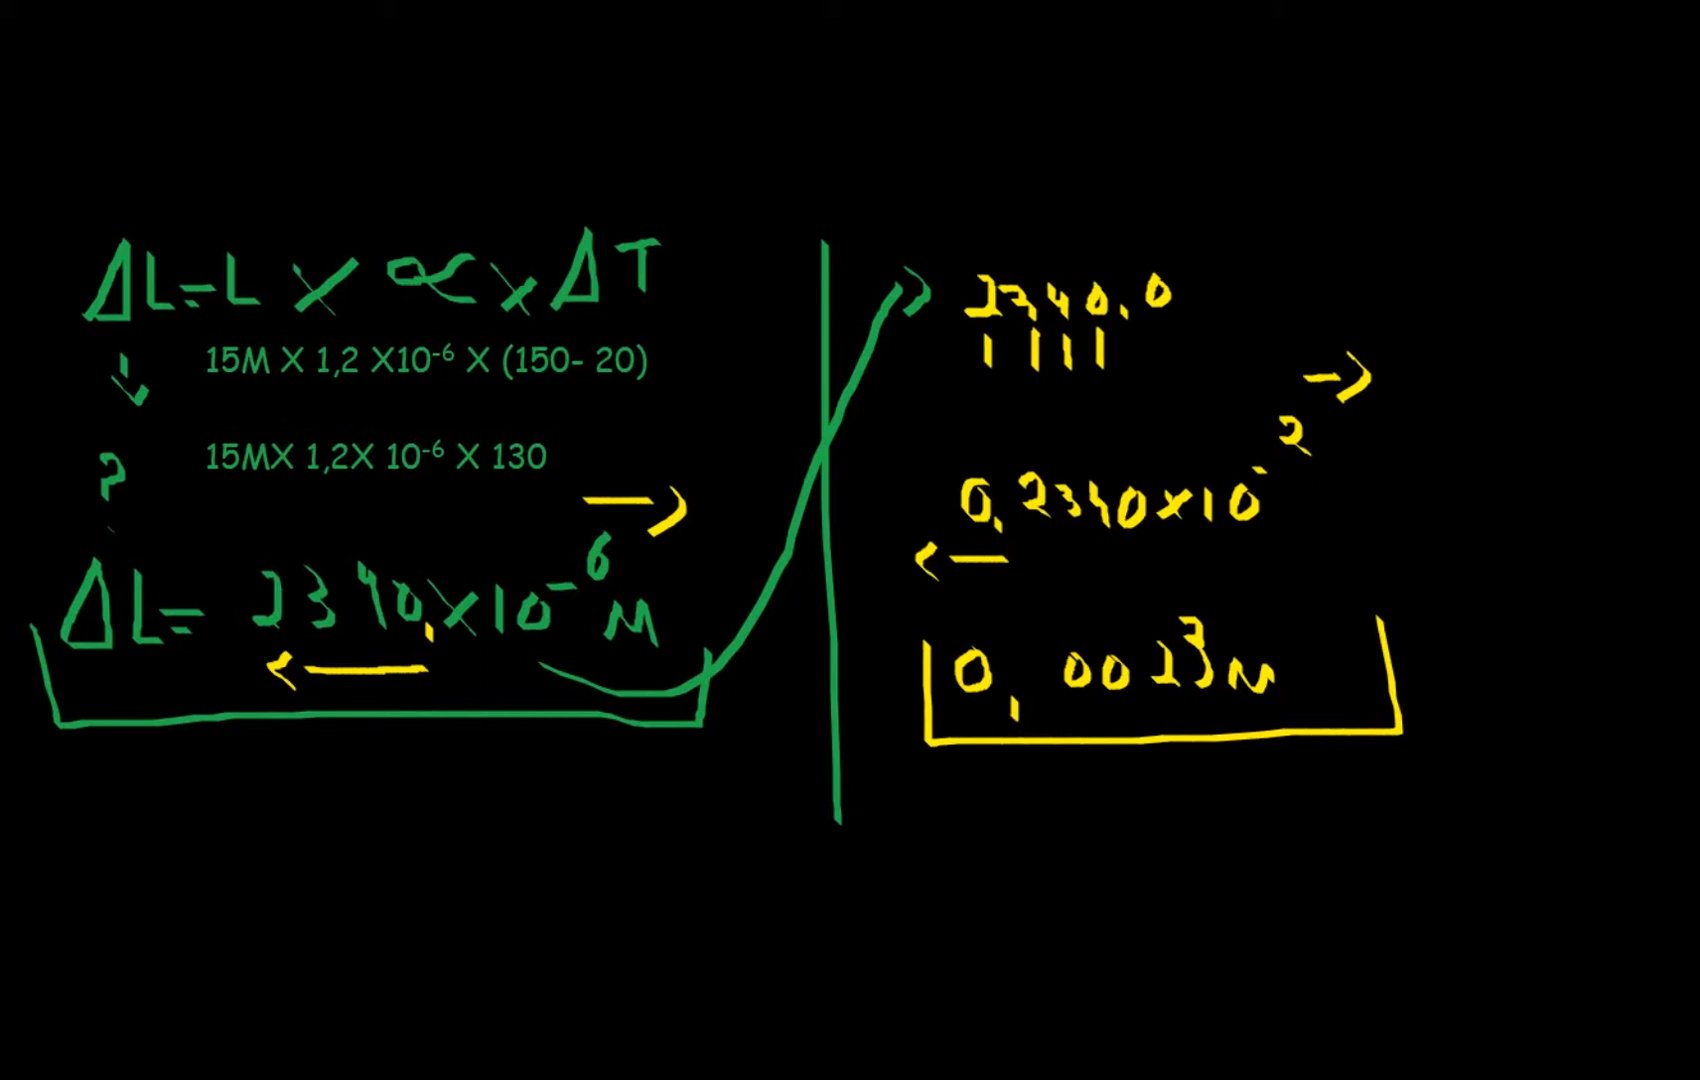 ΔL=L X α x ΔT
15M X 1,2 X10⁻⁶ X (150- 20)
?
15MX 1,2X 10⁻⁶ X 130
ΔL= 2340,x10⁻⁶ M
2340,0
0,2340x10⁻²
0,0023M